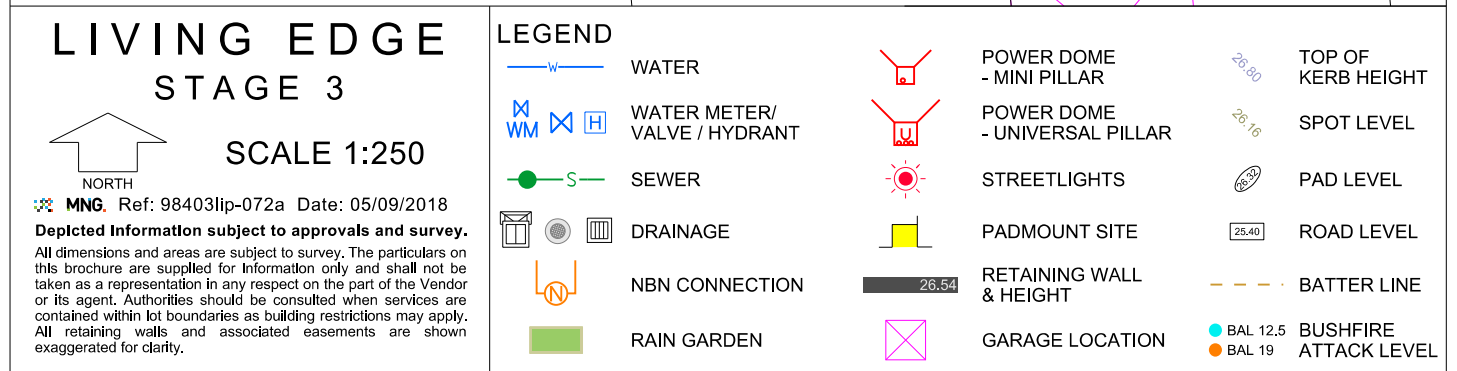 LIVING EDGE
STAGE 3
NORTH
SCALE 1:250
MNG. Ref: 98403lip-072a Date: 05/09/2018
Depicted Information subject to approvals and survey.
All dimensions and areas are subject to survey. The particulars on
this brochure are supplied for information only and shall not be
taken as a representation in any respect on the part of the Vendor
or its agent. Authorities should be consulted when services are
contained within lot boundaries as building restrictions may apply.
All retaining walls and associated easements are shown
exaggerated for clarity.
LEGEND
W WATER
WM H WATER METER/
VALVE / HYDRANT
S SEWER
DRAINAGE
N NBN CONNECTION
RAIN GARDEN
POWER DOME
- MINI PILLAR
U POWER DOME
- UNIVERSAL PILLAR
STREETLIGHTS
PADMOUNT SITE
26.54 RETAINING WALL
& HEIGHT
GARAGE LOCATION
26.80 TOP OF
KERB HEIGHT
26.16 SPOT LEVEL
26.32 PAD LEVEL
25.40 ROAD LEVEL
BATTER LINE
BAL 12.5 BUSHFIRE
BAL 19 ATTACK LEVEL